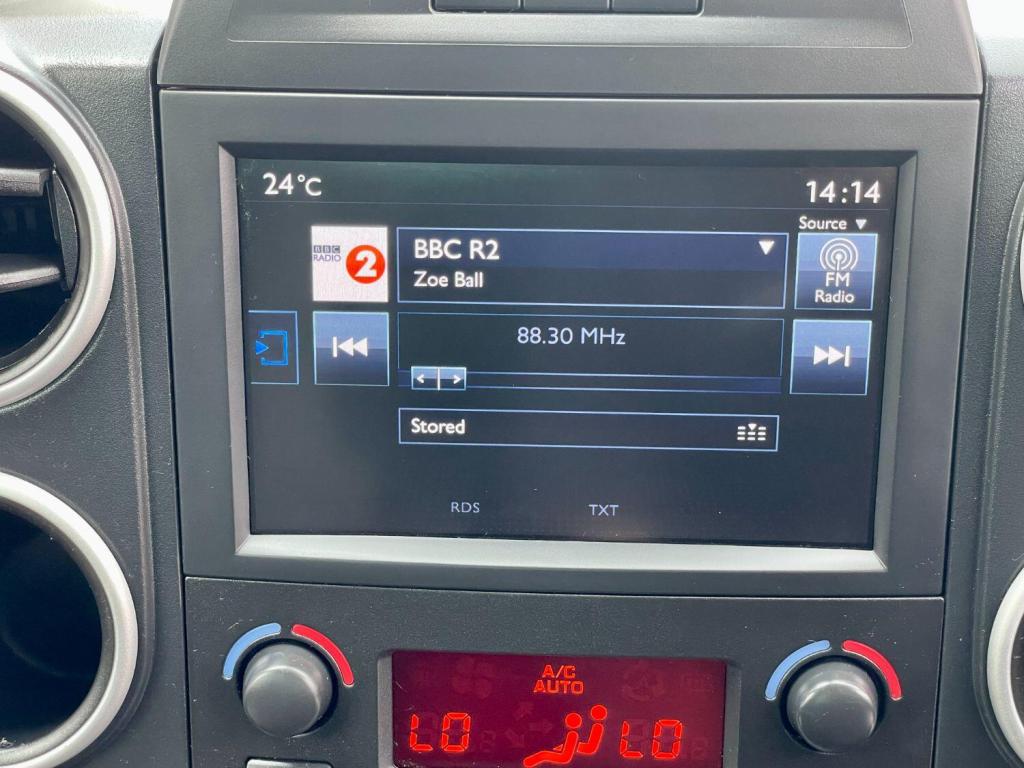 24°C
14:14
Source
BBC
RADIO
2
BBC R2
Zoe Ball
FM
Radio
88.30 MHz
Stored
RDS
TXT
A/C
AUTO
LO
LO